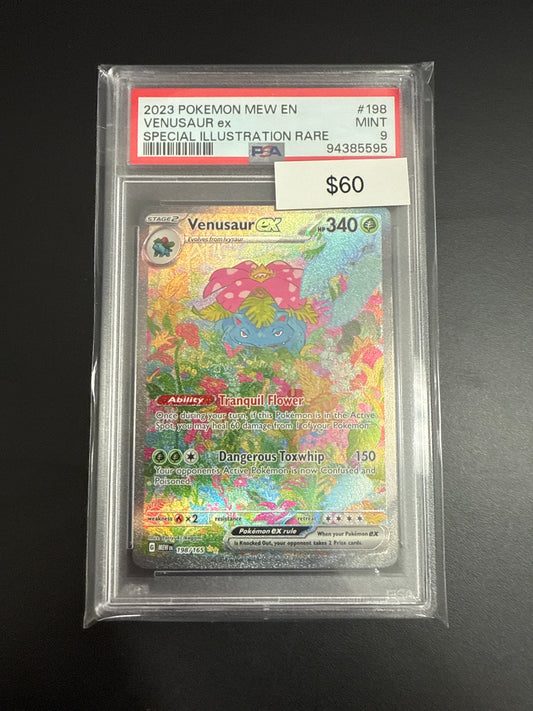 2023 POKEMON MEW EN #198
VENUSAUR ex MINT
SPECIAL ILLUSTRATION RARE 9
PSA 94385595
$60
STAGE 2 Venusaur ex HP 340
Evolves from Ivysaur
Ability Tranquil Flower
Once during your turn, if this Pokémon is in the Active
Spot, you may heal 60 damage from 1 of your Pokémon.
Dangerous Toxwhip 150
Your opponent's Active Pokémon is now Confused and
Poisoned.
weakness ×2 resistance retreat
Pokémon ex rule When your Pokémon ex
is Knocked Out, your opponent takes 2 Prize cards.
G MEW EN 198/165